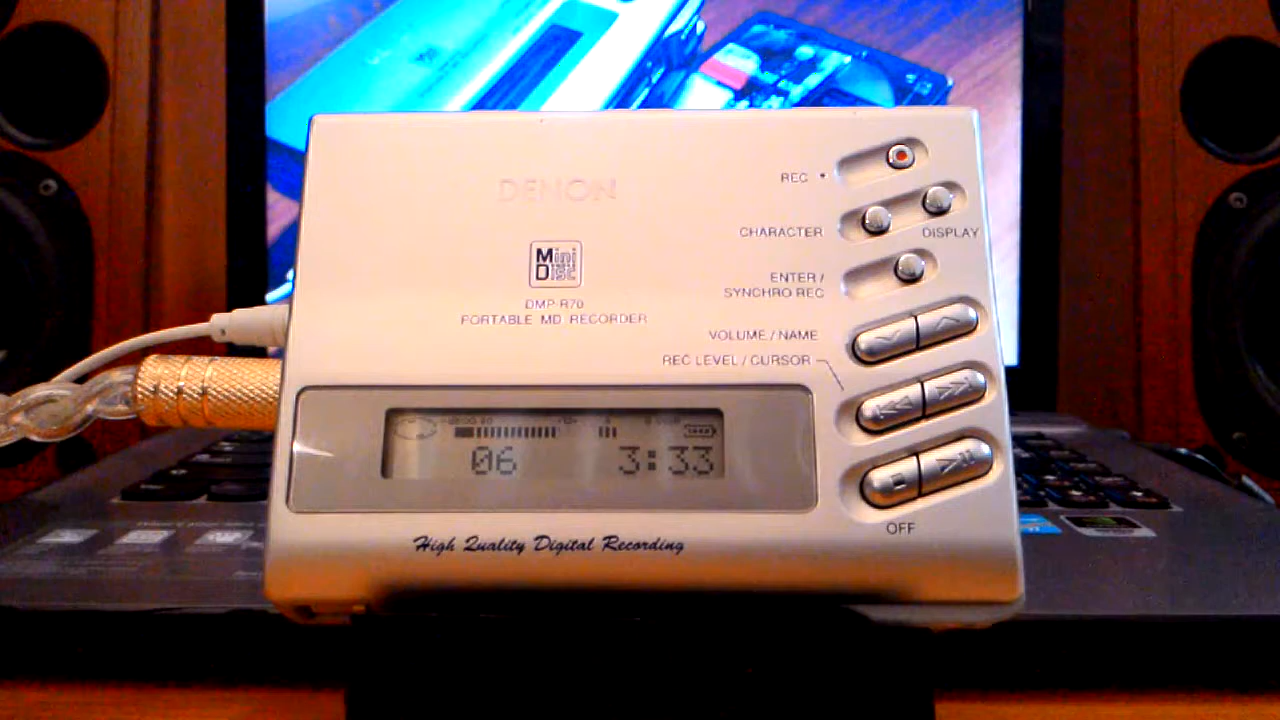 DENON
REC
CHARACTER
DISPLAY
Mini
Disc
ENTER /
SYNCHRO REC
DMP-R70
PORTABLE MD RECORDER
VOLUME / NAME
REC LEVEL / CURSOR
06 3:33
OFF
High Quality Digital Recording